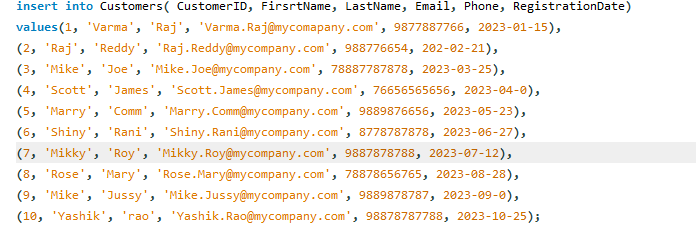 insert into Customers( CustomerID, FirsrtName, LastName, Email, Phone, RegistrationDate)
values(1, 'Varma', 'Raj', 'Varma.Raj@mycomapany.com', 9877887766, 2023-01-15),
(2, 'Raj', 'Reddy', 'Raj.Reddy@mycompany.com', 988776654, 202-02-21),
(3, 'Mike', 'Joe', 'Mike.Joe@mycompany.com', 78887787878, 2023-03-25),
(4, 'Scott', 'James', 'Scott.James@mycompany.com', 76656565656, 2023-04-0),
(5, 'Marry', 'Comm', 'Marry.Comm@mycompany.com', 9889876656, 2023-05-23),
(6, 'Shiny', 'Rani', 'Shiny.Rani@mycompany.com', 8778787878, 2023-06-27),
(7, 'Mikky', 'Roy', 'Mikky.Roy@mycompany.com', 9887878788, 2023-07-12),
(8, 'Rose', 'Mary', 'Rose.Mary@mycompany.com', 78878656765, 2023-08-28),
(9, 'Mike', 'Jussy', 'Mike.Jussy@mycompany.com', 9889878787, 2023-09-0),
(10, 'Yashik', 'rao', 'Yashik.Rao@mycompany.com', 98878787788, 2023-10-25);